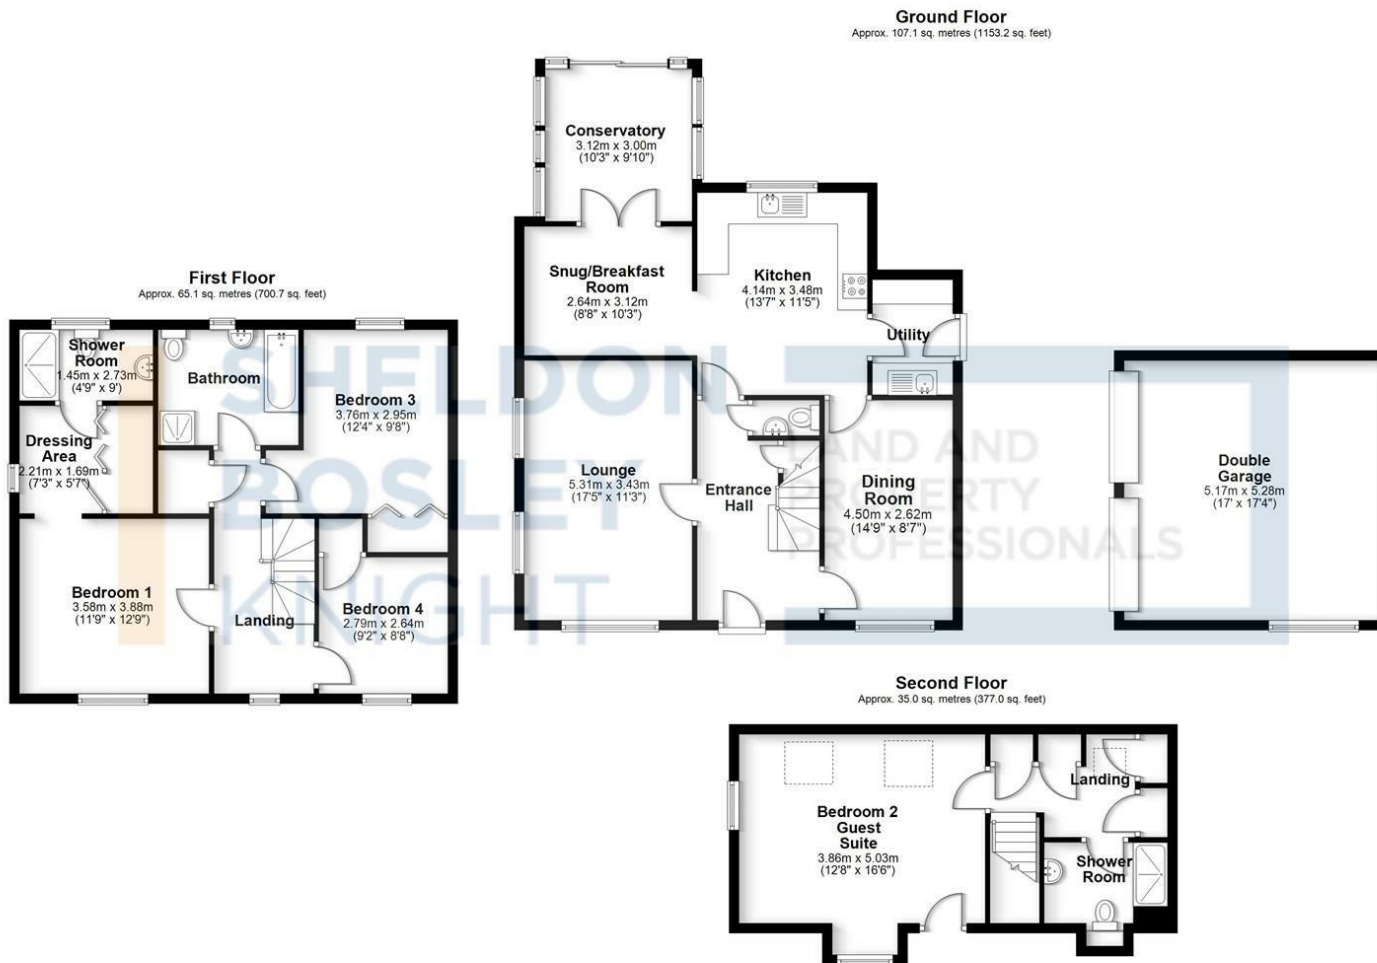 Ground Floor
Approx. 107.1 sq. metres (1153.2 sq. feet)
Conservatory
3.12m x 3.00m
(10'3" x 9'10")
Snug/Breakfast
Room
2.64m x 3.12m
(8'8" x 10'3")
Kitchen
4.14m x 3.48m
(13'7" x 11'5")
Utility
Lounge
5.31m x 3.43m
(17'5" x 11'3")
Entrance
Hall
Dining
Room
4.50m x 2.62m
(14'9" x 8'7")
Double
Garage
5.17m x 5.28m
(17' x 17'4")
First Floor
Approx. 65.1 sq. metres (700.7 sq. feet)
Shower
Room
1.45m x 2.73m
(4'9" x 9')
Bathroom
Bedroom 3
3.76m x 2.95m
(12'4" x 9'8")
Dressing
Area
2.21m x 1.69m
(7'3" x 5'7")
Bedroom 1
3.58m x 3.88m
(11'9" x 12'9")
Landing
Bedroom 4
2.79m x 2.64m
(9'2" x 8'8")
Second Floor
Approx. 35.0 sq. metres (377.0 sq. feet)
Bedroom 2
Guest
Suite
3.86m x 5.03m
(12'8" x 16'6")
Landing
Shower
Room
SHELDON
BOSLEY
KNIGHT
LAND AND
PROPERTY
PROFESSIONALS